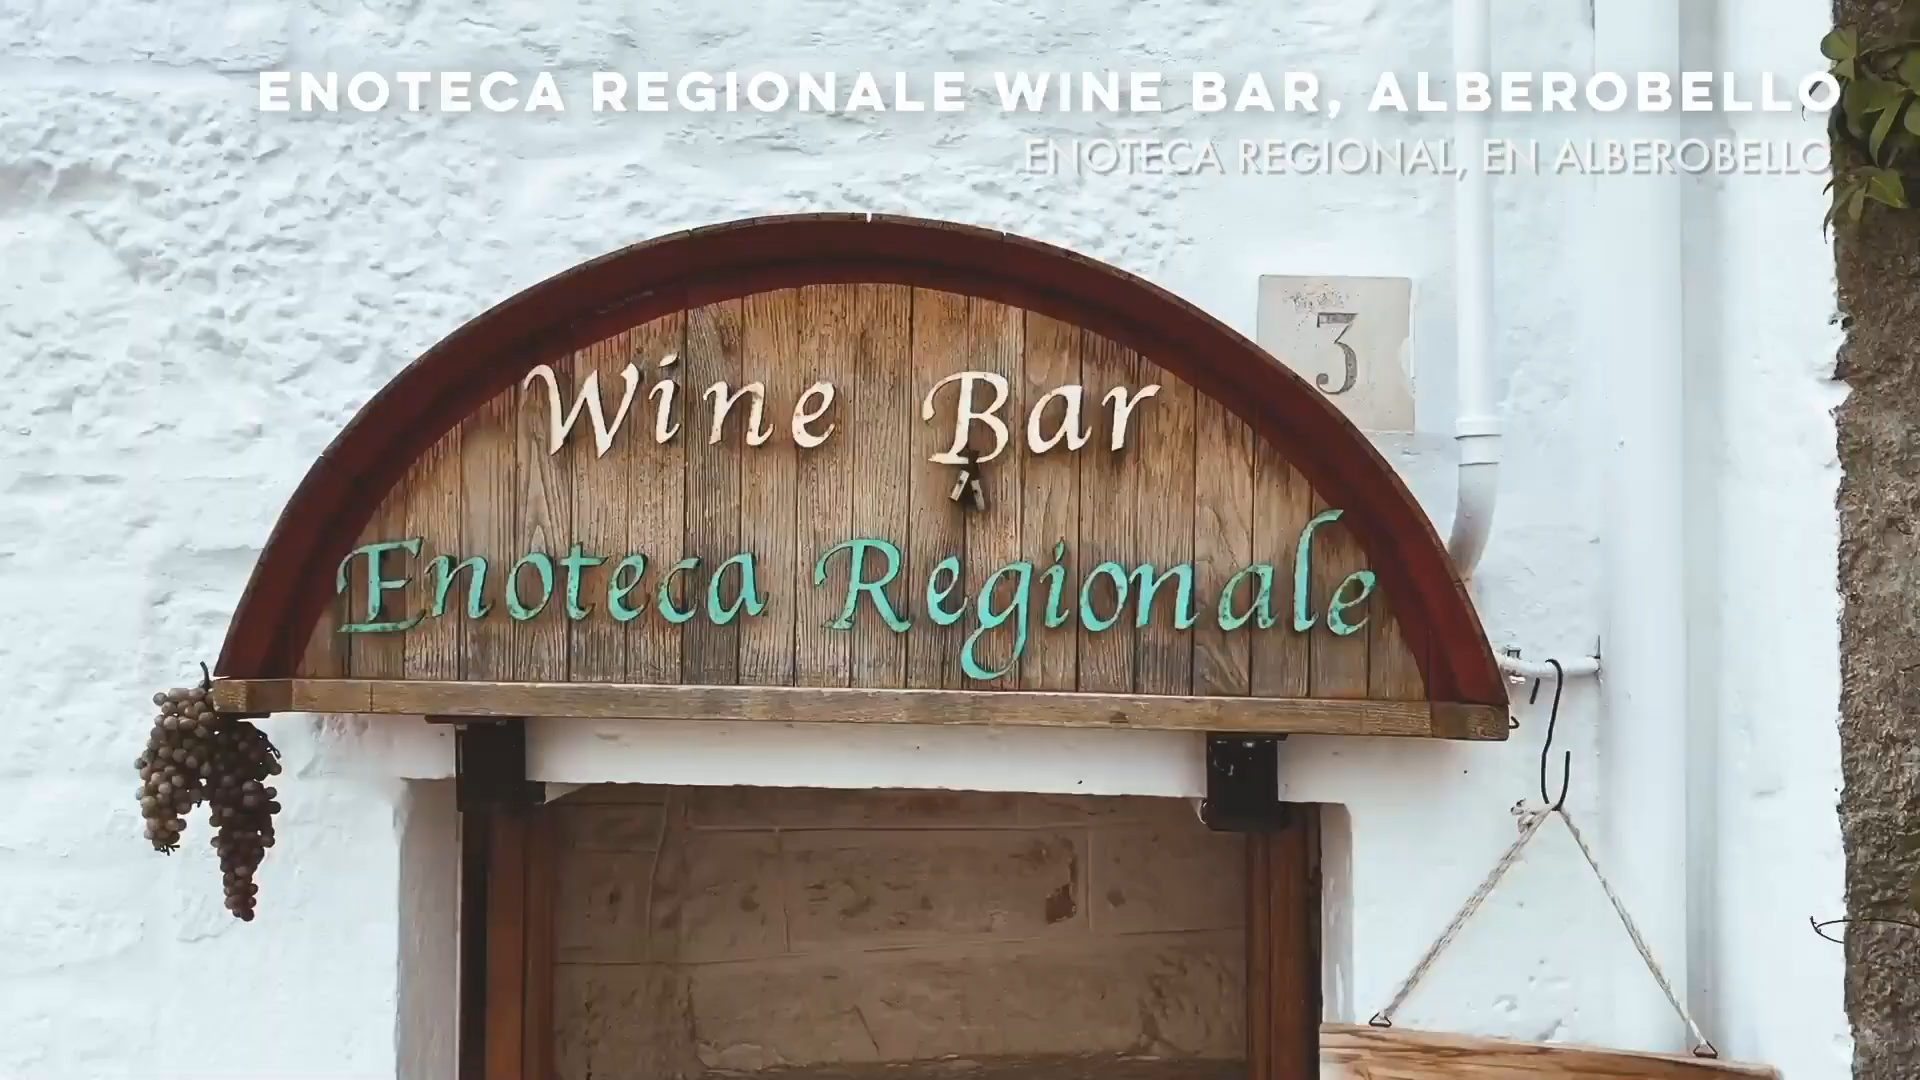 ENOTECA REGIONALE WINE BAR, ALBEROBELLO
ENOTECA REGIONAL, EN ALBEROBELLO
3
Wine Bar
Enoteca Regionale